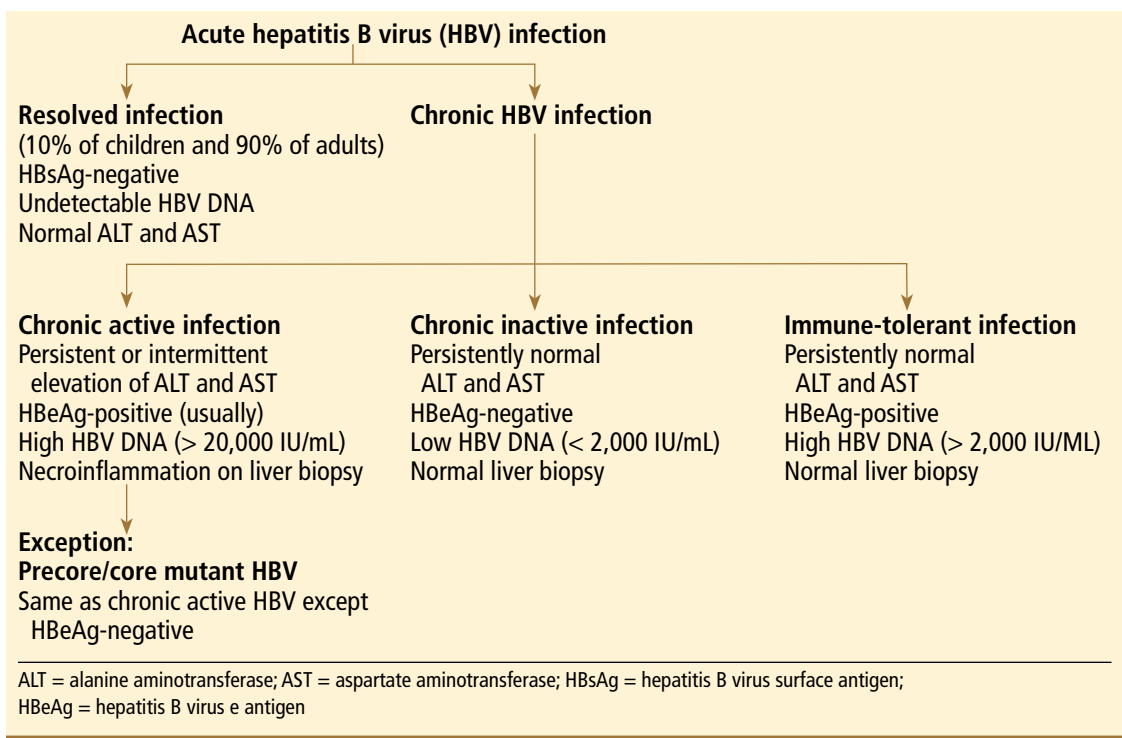 Acute hepatitis B virus (HBV) infection
Resolved infection
(10% of children and 90% of adults)
HBsAg-negative
Undetectable HBV DNA
Normal ALT and AST
Chronic HBV infection
Chronic active infection
Persistent or intermittent
elevation of ALT and AST
HBeAg-positive (usually)
High HBV DNA (> 20,000 IU/mL)
Necroinflammation on liver biopsy
Chronic inactive infection
Persistently normal
ALT and AST
HBeAg-negative
Low HBV DNA (< 2,000 IU/mL)
Normal liver biopsy
Immune-tolerant infection
Persistently normal
ALT and AST
HBeAg-positive
High HBV DNA (> 2,000 IU/ML)
Normal liver biopsy
Exception:
Precore/core mutant HBV
Same as chronic active HBV except
HBeAg-negative
ALT = alanine aminotransferase; AST = aspartate aminotransferase; HBsAg = hepatitis B virus surface antigen;
HBeAg = hepatitis B virus e antigen